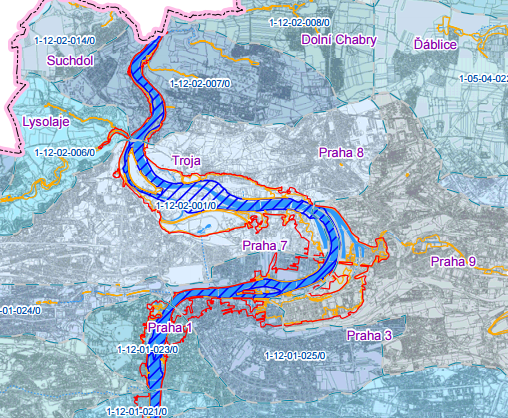 1-12-02-008/0
1-12-02-014/0
Dolní Chabry
Ďáblice
Suchdol
1-12-02-007/0
1-05-04-022
Lysolaje
1-12-02-006/0
Troja
Praha 8
1-12-02-001/0
Praha 7
Praha 9
-01-024/0
Praha 1
Praha 3
1-12-01-023/0
1-12-01-025/0
1-12-01-021/0